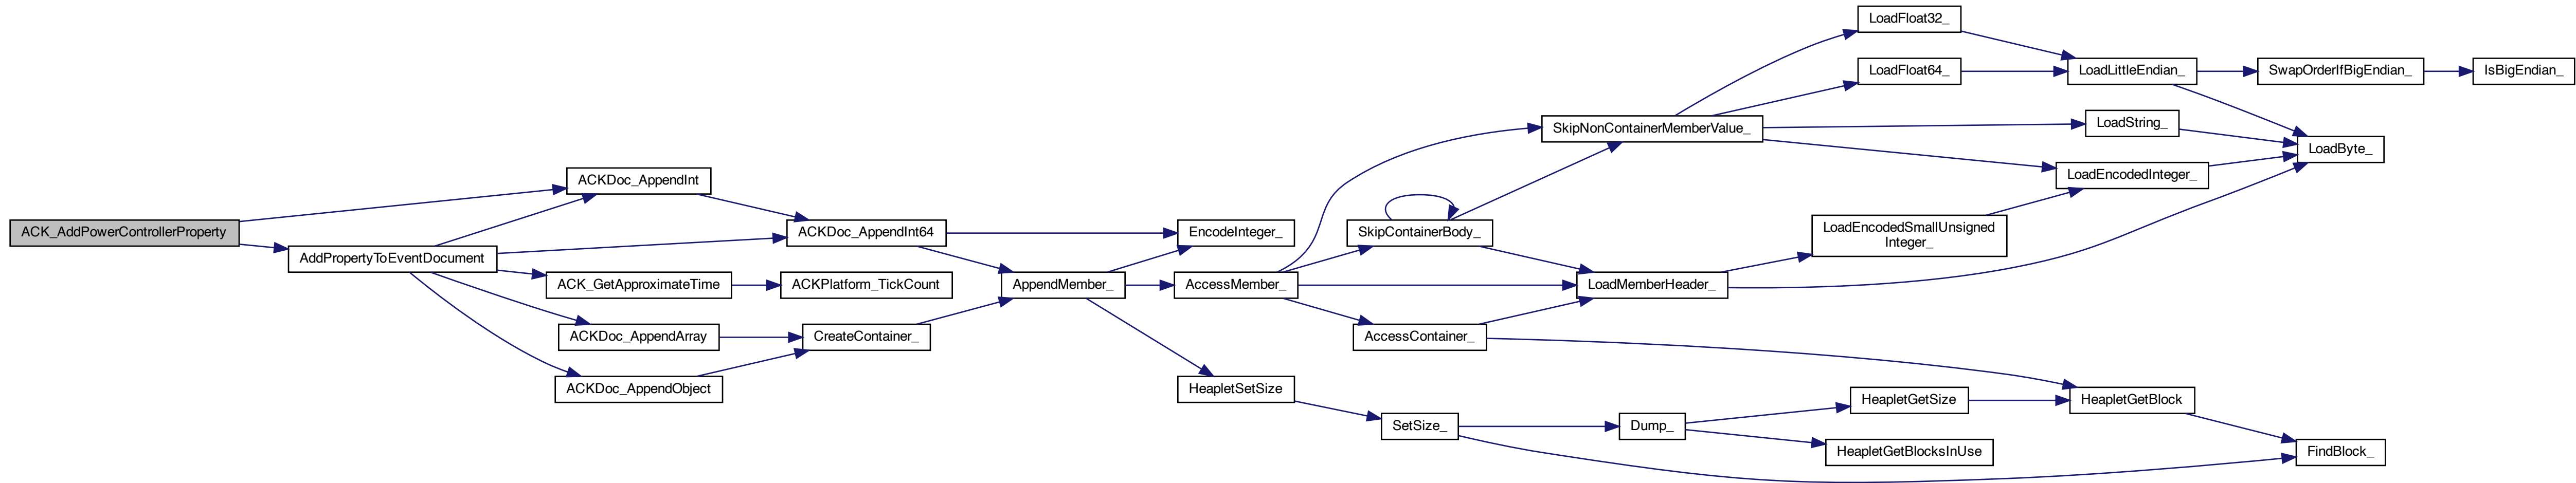 LoadFloat32_
LoadFloat64_
LoadLittleEndian_
SwapOrderIfBigEndian_
IsBigEndian_
SkipNonContainerMemberValue_
LoadString_
LoadByte_
ACKDoc_AppendInt
LoadEncodedInteger_
ACK_AddPowerControllerProperty
ACKDoc_AppendInt64
EncodeInteger_
SkipContainerBody_
LoadEncodedSmallUnsigned
Integer_
AddPropertyToEventDocument
ACK_GetApproximateTime
ACKPlatform_TickCount
AppendMember_
AccessMember_
LoadMemberHeader_
ACKDoc_AppendArray
CreateContainer_
AccessContainer_
ACKDoc_AppendObject
HeapletSetSize
HeapletGetSize
HeapletGetBlock
SetSize_
Dump_
HeapletGetBlocksInUse
FindBlock_